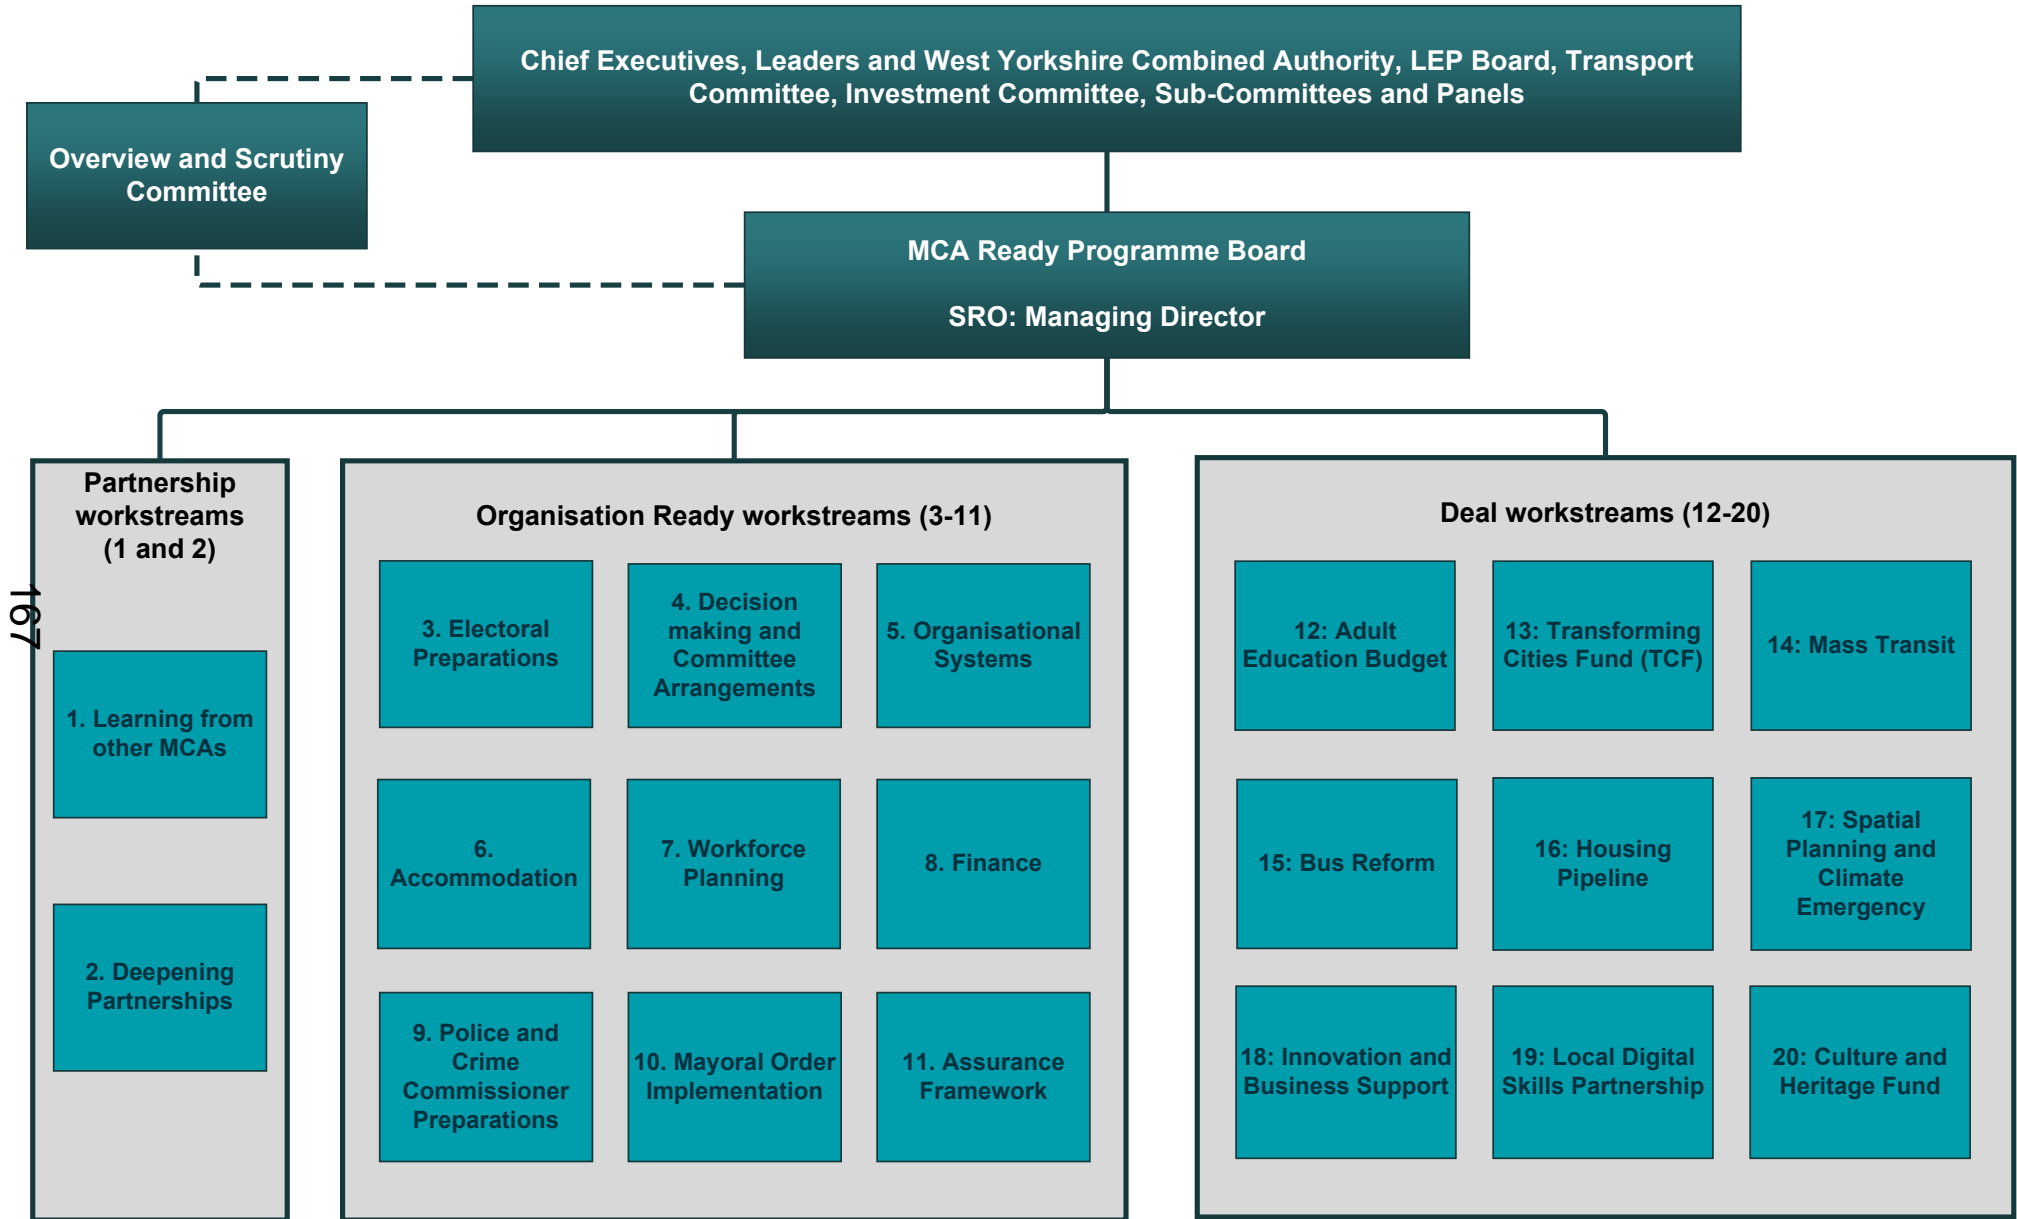 Chief Executives, Leaders and West Yorkshire Combined Authority, LEP Board, Transport
Committee, Investment Committee, Sub-Committees and Panels
Overview and Scrutiny
Committee
MCA Ready Programme Board
SRO: Managing Director
Partnership
workstreams
(1 and 2)
1. Learning from
other MCAs
2. Deepening
Partnerships
Organisation Ready workstreams (3-11)
3. Electoral
Preparations
4. Decision
making and
Committee
Arrangements
5. Organisational
Systems
6.
Accommodation
7. Workforce
Planning
8. Finance
9. Police and
Crime
Commissioner
Preparations
10. Mayoral Order
Implementation
11. Assurance
Framework
Deal workstreams (12-20)
12: Adult
Education Budget
13: Transforming
Cities Fund (TCF)
14: Mass Transit
15: Bus Reform
16: Housing
Pipeline
17: Spatial
Planning and
Climate
Emergency
18: Innovation and
Business Support
19: Local Digital
Skills Partnership
20: Culture and
Heritage Fund
167